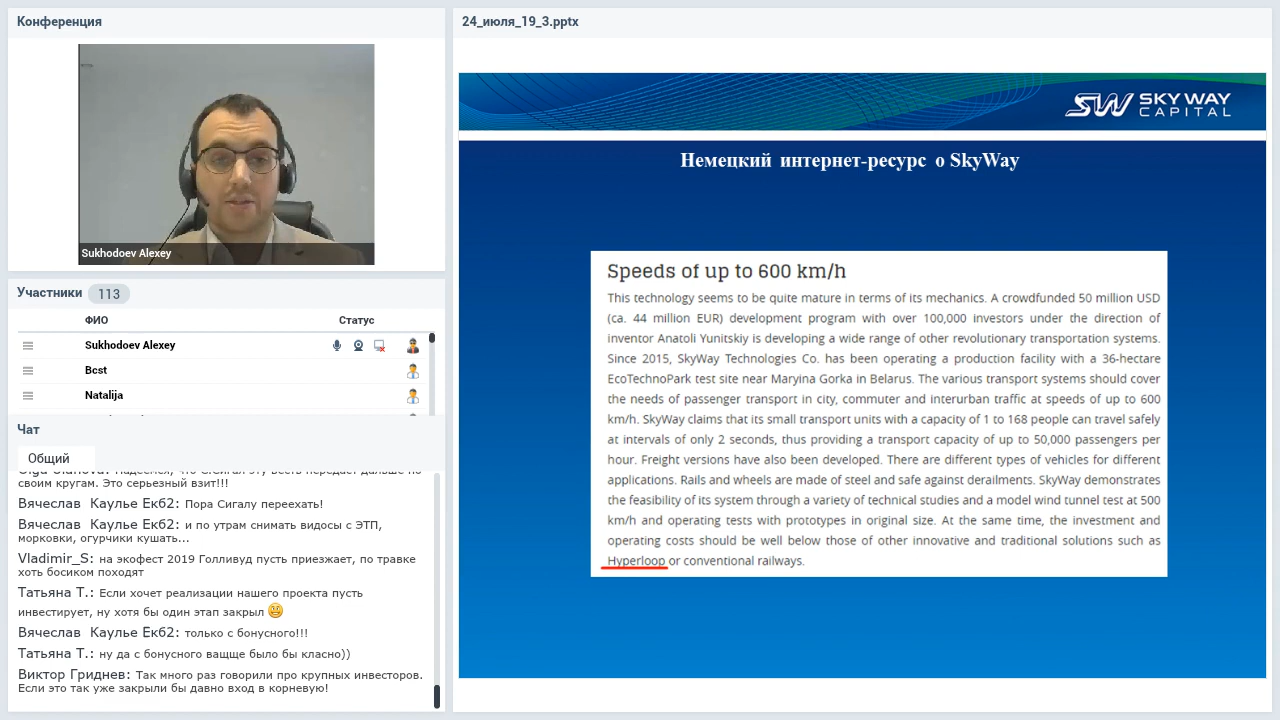 Конференция
Sukhodoev Alexey
Участники 113
ФИО Статус
Sukhodoev Alexey
Bcst
Natalija
Чат
Общий
своим кругам. Это серьезный взит!!!
Вячеслав Каулье Екб2: Пора Сигалу переехать!
Вячеслав Каулье Екб2: и по утрам снимать видосы с ЭТП,
морковки, огурчики кушать...
Vladimir_S: на экофест 2019 Голливуд пусть приезжает, по травке
хоть босиком походят
Татьяна Т.: Если хочет реализации нашего проекта пусть
инвестирует, ну хотя бы один этап закрыл
Вячеслав Каулье Екб2: только с бонусного!!!
Татьяна Т.: ну да с бонусного ващще было бы класно))
Виктор Гриднев: Так много раз говорили про крупных инвесторов.
Если это так уже закрыли бы давно вход в корневую!
24_июля_19_3.pptx
SW SKY WAY
CAPITAL
Немецкий интернет-ресурс о SkyWay
Speeds of up to 600 km/h
This technology seems to be quite mature in terms of its mechanics. A crowdfunded 50 million USD
(ca. 44 million EUR) development program with over 100,000 investors under the direction of
inventor Anatoli Yunitskiy is developing a wide range of other revolutionary transportation systems.
Since 2015, SkyWay Technologies Co. has been operating a production facility with a 36-hectare
EcoTechnoPark test site near Maryina Gorka in Belarus. The various transport systems should cover
the needs of passenger transport in city, commuter and interurban traffic at speeds of up to 600
km/h. SkyWay claims that its small transport units with a capacity of 1 to 168 people can travel safely
at intervals of only 2 seconds, thus providing a transport capacity of up to 50,000 passengers per
hour. Freight versions have also been developed. There are different types of vehicles for different
applications. Rails and wheels are made of steel and safe against derailments. SkyWay demonstrates
the feasibility of its system through a variety of technical studies and a model wind tunnel test at 500
km/h and operating tests with prototypes in original size. At the same time, the investment and
operating costs should be well below those of other innovative and traditional solutions such as
Hyperloop or conventional railways.